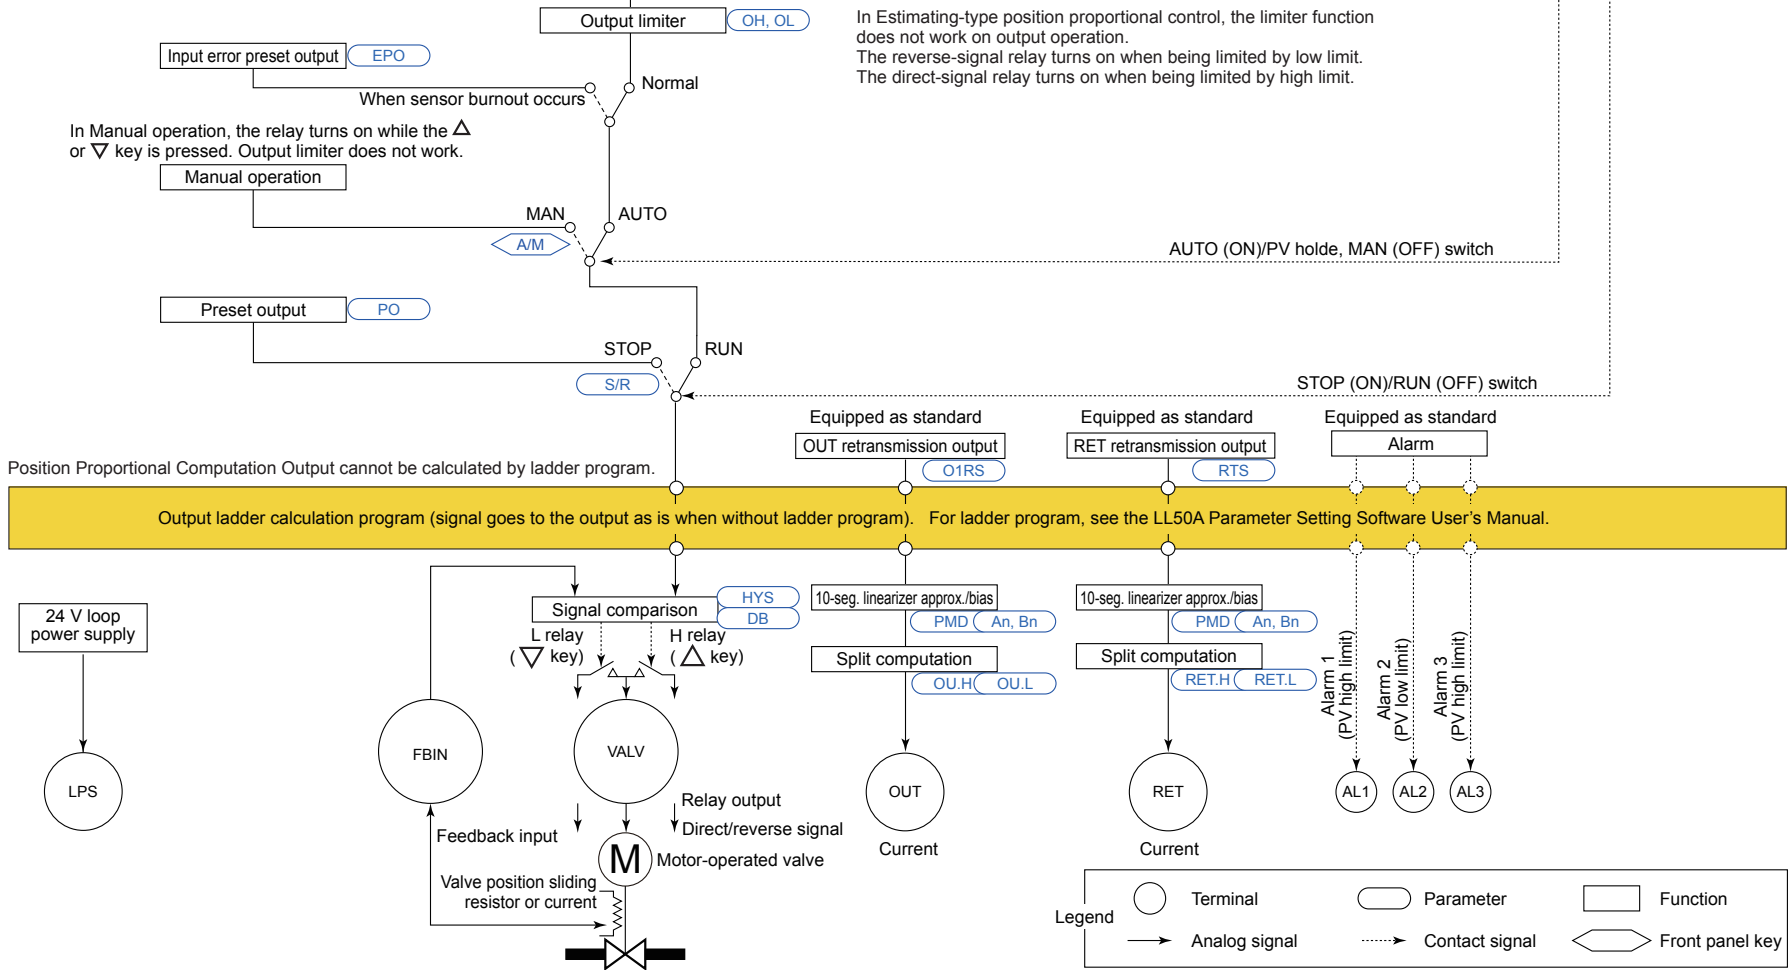 Output limiter
OH, OL
In Estimating-type position proportional control, the limiter function
does not work on output operation.
The reverse-signal relay turns on when being limited by low limit.
The direct-signal relay turns on when being limited by high limit.
Input error preset output
EPO
When sensor burnout occurs
Normal
In Manual operation, the relay turns on while the △
or ▽ key is pressed. Output limiter does not work.
Manual operation
MAN
AUTO
A/M
AUTO (ON)/PV holde, MAN (OFF) switch
Preset output
PO
STOP
RUN
S/R
STOP (ON)/RUN (OFF) switch
Equipped as standard
OUT retransmission output
O1RS
Equipped as standard
RET retransmission output
RTS
Equipped as standard
Alarm
Position Proportional Computation Output cannot be calculated by ladder program.
Output ladder calculation program (signal goes to the output as is when without ladder program). For ladder program, see the LL50A Parameter Setting Software User's Manual.
24 V loop
power supply
LPS
Signal comparison
HYS
DB
L relay
( ▽ key)
H relay
( △ key)
FBIN
VALV
Feedback input
Relay output
Direct/reverse signal
M
Motor-operated valve
Valve position sliding
resistor or current
10-seg. linearizer approx./bias
PMD
An, Bn
Split computation
OU.H
OU.L
OUT
Current
10-seg. linearizer approx./bias
PMD
An, Bn
Split computation
RET.H
RET.L
RET
Current
Alarm 1
(PV high limit)
Alarm 2
(PV low limit)
Alarm 3
(PV high limit)
AL1
AL2
AL3
Legend
Terminal
Parameter
Function
Analog signal
Contact signal
Front panel key